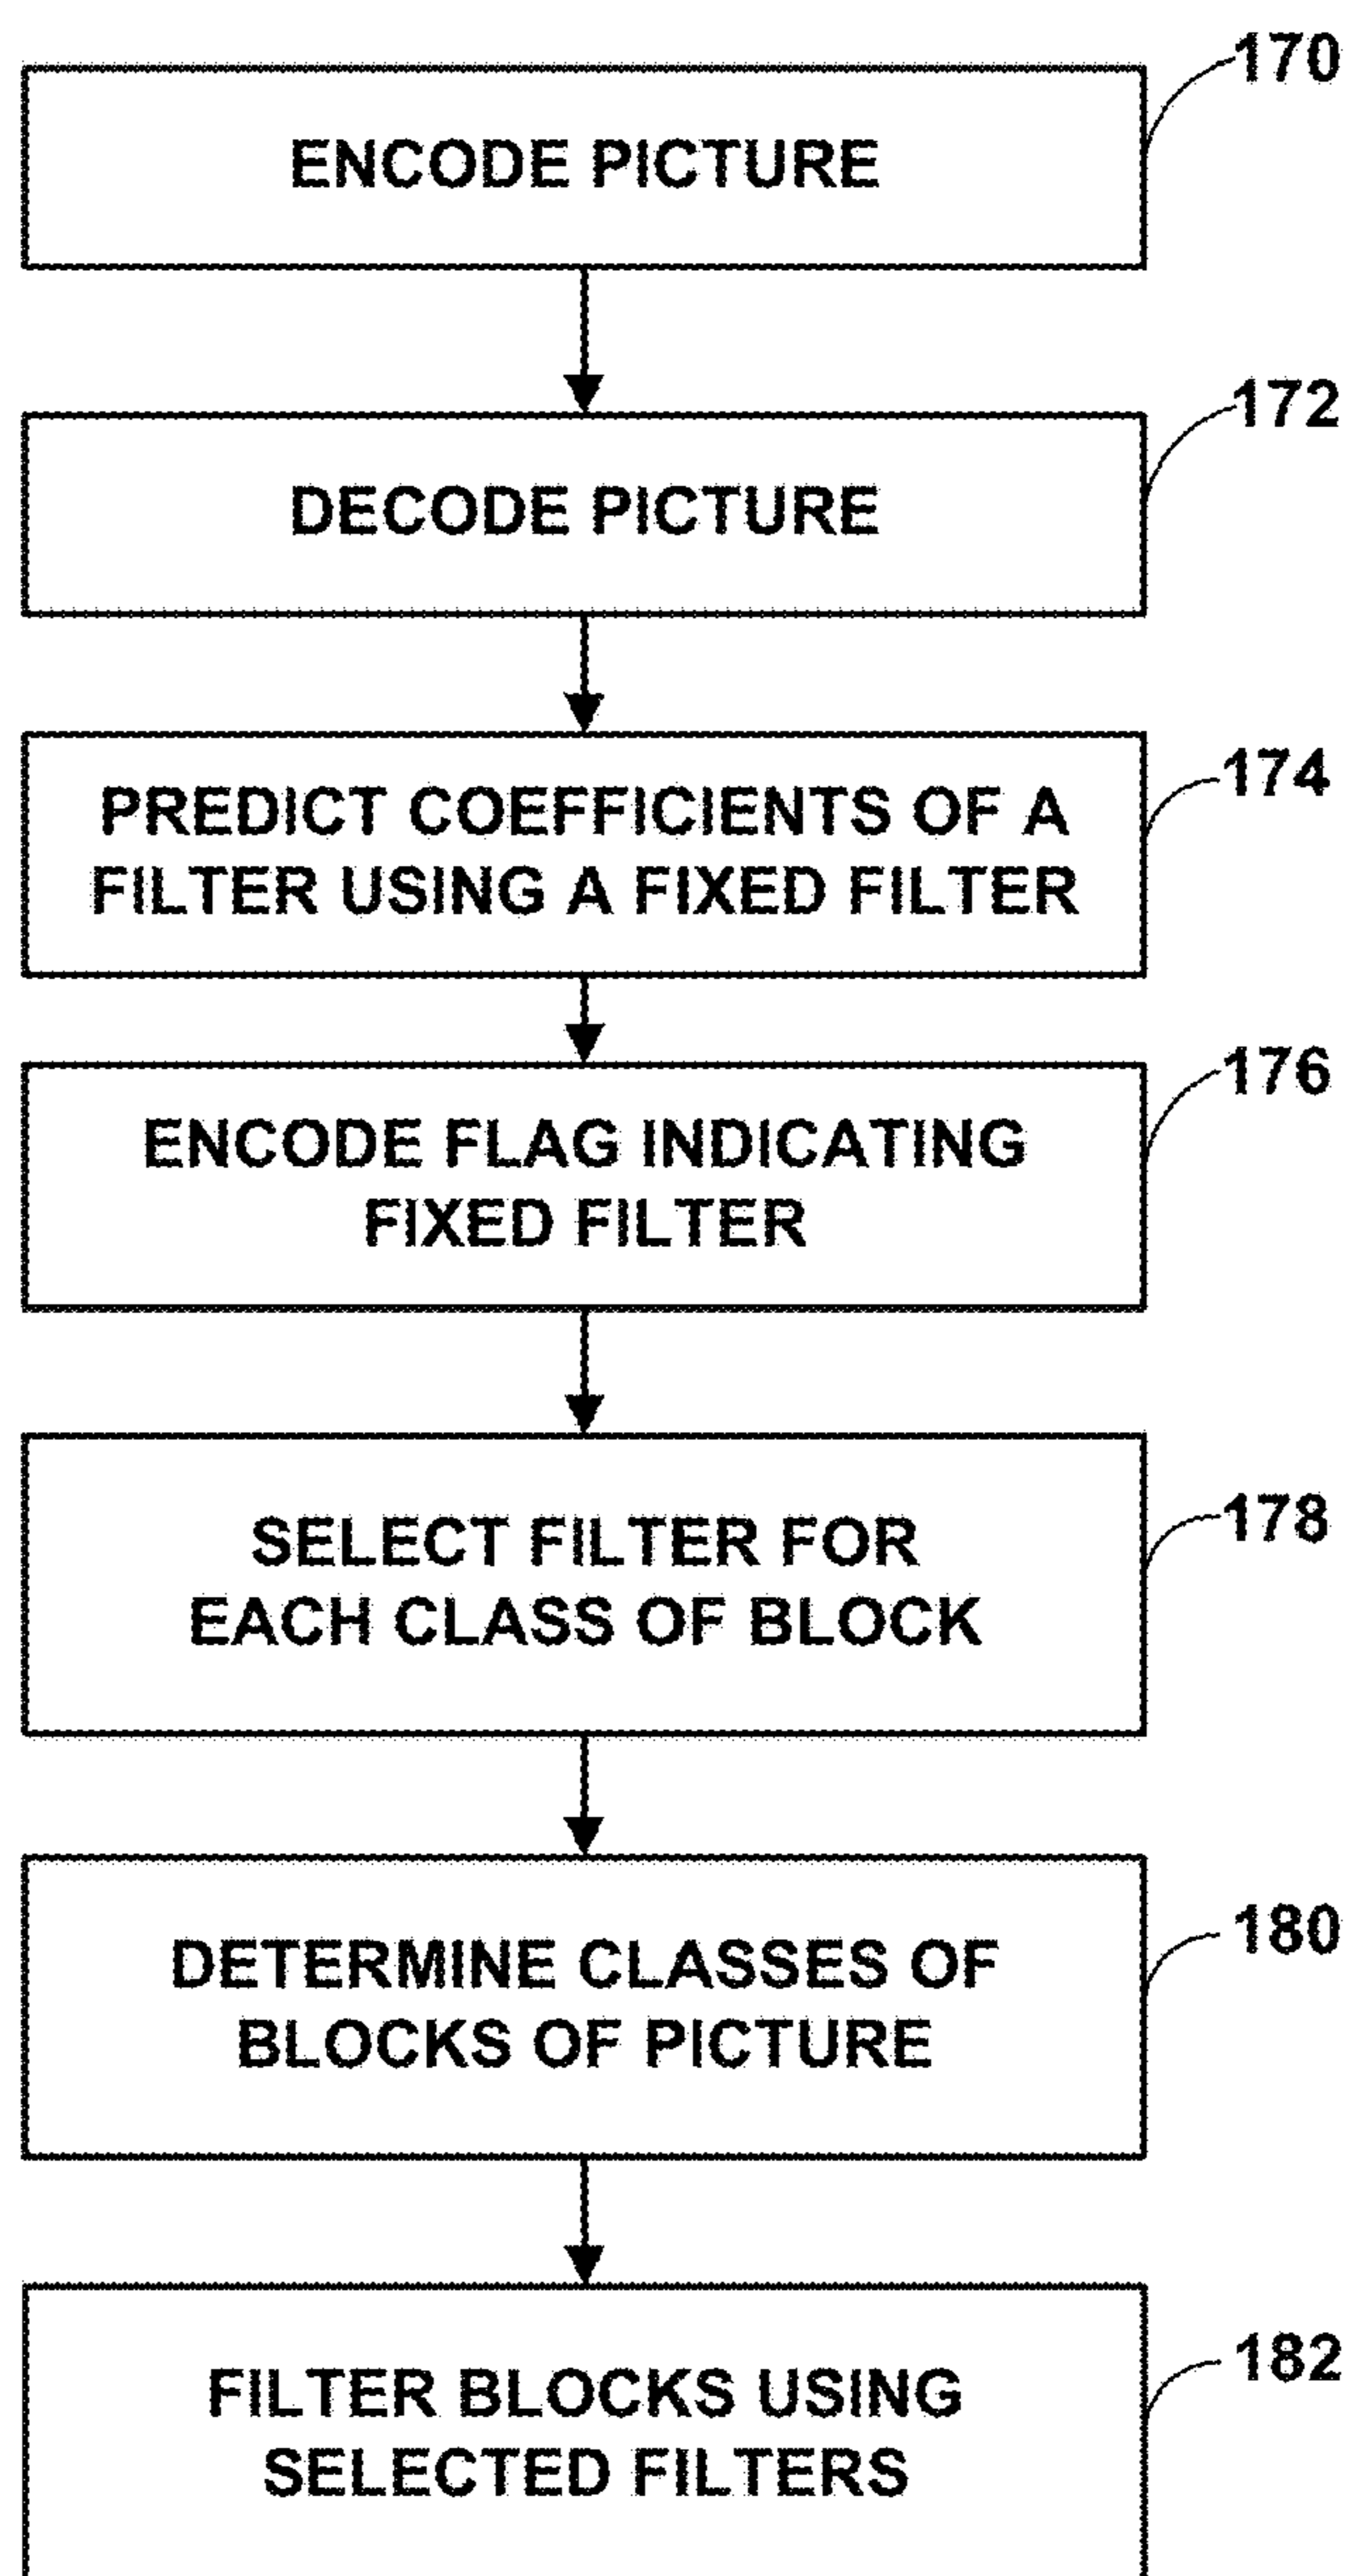 170
ENCODE PICTURE
172
DECODE PICTURE
174
PREDICT COEFFICIENTS OF A
FILTER USING A FIXED FILTER
176
ENCODE FLAG INDICATING
FIXED FILTER
178
SELECT FILTER FOR
EACH CLASS OF BLOCK
180
DETERMINE CLASSES OF
BLOCKS OF PICTURE
182
FILTER BLOCKS USING
SELECTED FILTERS